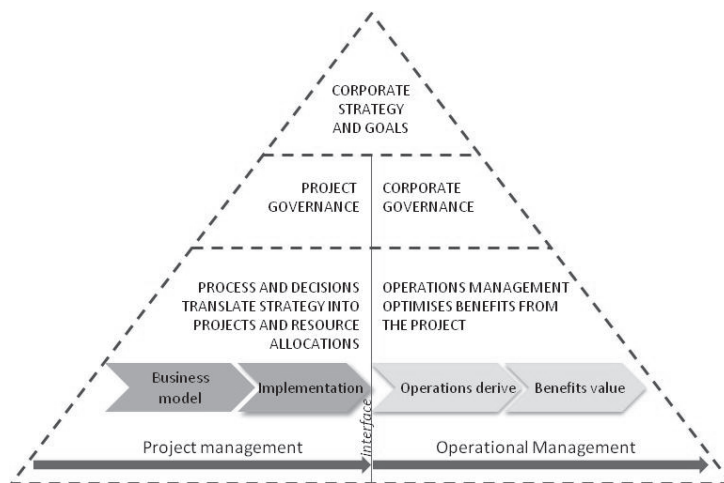 CORPORATE
STRATEGY
AND GOALS
PROJECT
GOVERNANCE
CORPORATE
GOVERNANCE
PROCESS AND DECISIONS
TRANSLATE STRATEGY INTO
PROJECTS AND RESOURCE
ALLOCATIONS
OPERATIONS MANAGEMENT
OPTIMISES BENEFITS FROM
THE PROJECT
Business
model
Implementation
Operations derive
Benefits value
interface
Project management
Operational Management